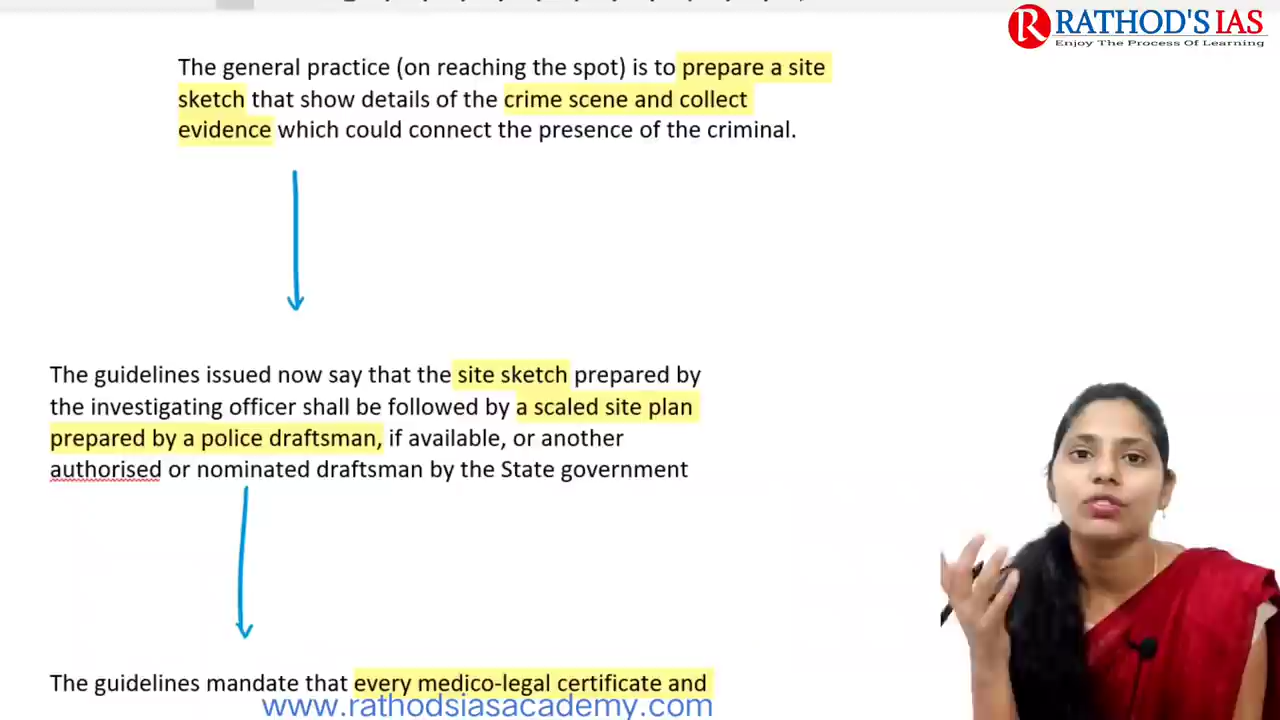 RATHOD'S IAS
Enjoy The Process Of Learning
The general practice (on reaching the spot) is to prepare a site
sketch that show details of the crime scene and collect
evidence which could connect the presence of the criminal.
The guidelines issued now say that the site sketch prepared by
the investigating officer shall be followed by a scaled site plan
prepared by a police draftsman, if available, or another
authorised or nominated draftsman by the State government
The guidelines mandate that every medico-legal certificate and
www.rathodsiasacademy.com